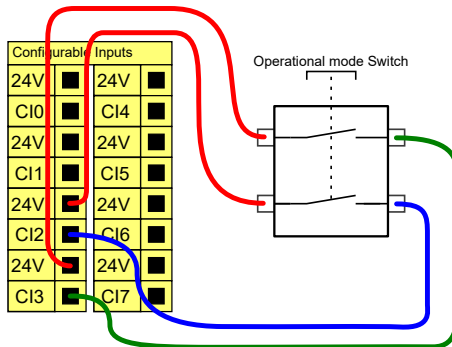 Configurable Inputs
Operational mode Switch
24V 24V
CI0 CI4
24V 24V
CI1 CI5
24V 24V
CI2 CI6
24V 24V
CI3 CI7